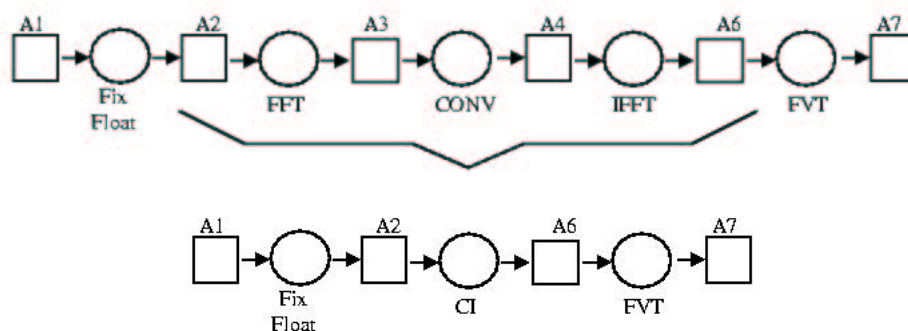 A1 A2 A3 A4 A6 A7
Fix
Float
FFT CONV IFFT FVT
A1 A2 A6 A7
Fix
Float
CI FVT